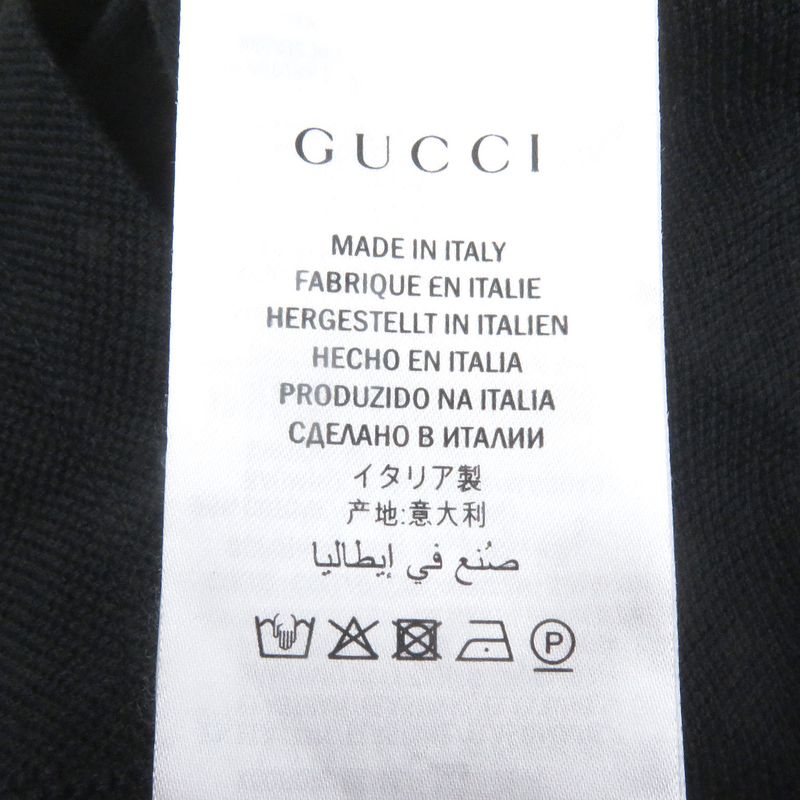 GUCCI
MADE IN ITALY
FABRIQUE EN ITALIE
HERGESTELLT IN ITALIEN
HECHO EN ITALIA
PRODUZIDO NA ITALIA
СДЕЛАНО В ИТАЛИИ
イタリア製
产地:意大利
صُنع في إيطاليا
P